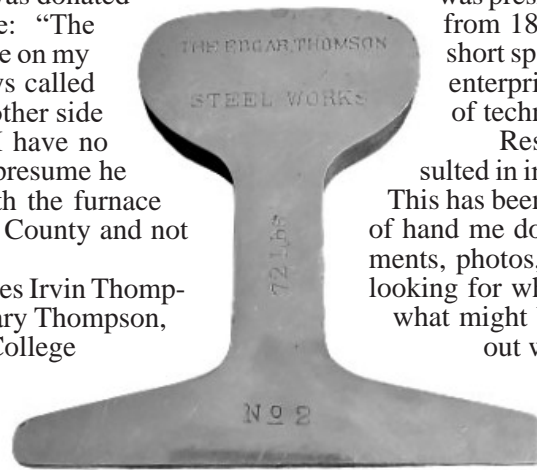 as donated
e: “The
e on my
ys called
other side
I have no
presume he
th the furnace
County and not
es Irvin Thomp-
ary Thompson,
College
THE EDGAR THOMSON
STEEL WORKS
72 Lbs
No 2
was pres
from 18
short sp
enterpri
of techn
Res
sulted in in
This has been
of hand me do
ments, photos,
looking for wh
what might
out w